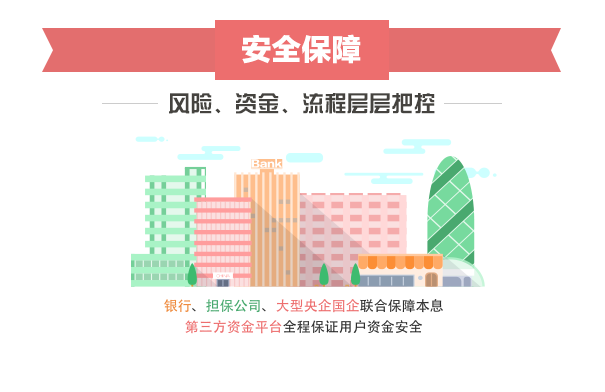 安全保障
风险、资金、流程层层把控
Bank
银行、担保公司、大型央企国企联合保障本息
第三方资金平台全程保证用户资金安全